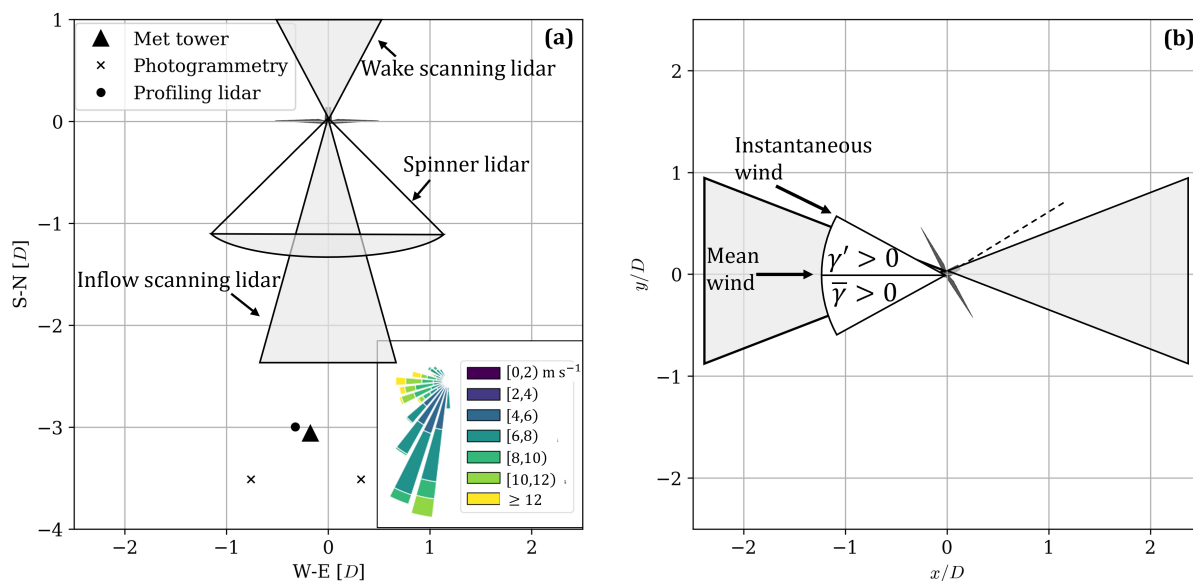 (a)
Met tower
Photogrammetry
Profiling lidar
Wake scanning lidar
Spinner lidar
Inflow scanning lidar
[0,2) m s⁻¹
[2,4)
[4,6)
[6,8)
[8,10)
[10,12)
≥ 12
1
0
−1
−2
−3
−4
S-N [D]
−2
−1
0
1
2
W-E [D]
(b)
Instantaneous
wind
Mean
wind
γ′ > 0
γ̅ > 0
2
1
0
−1
−2
y/D
−2
−1
0
1
2
x/D